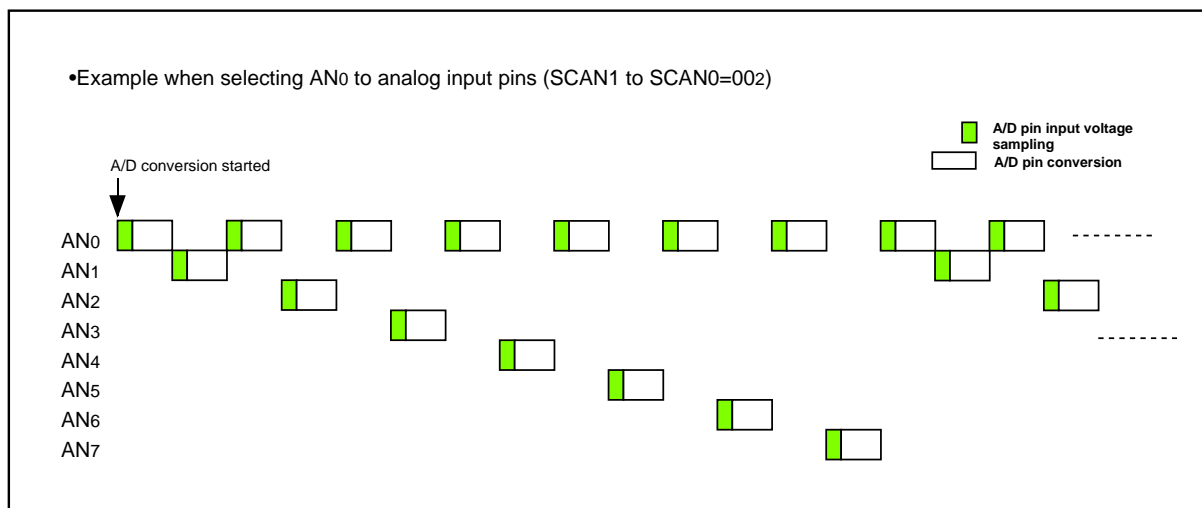 •Example when selecting AN0 to analog input pins (SCAN1 to SCAN0=002)
A/D pin input voltage
sampling
A/D pin conversion
A/D conversion started
AN0
AN1
AN2
AN3
AN4
AN5
AN6
AN7